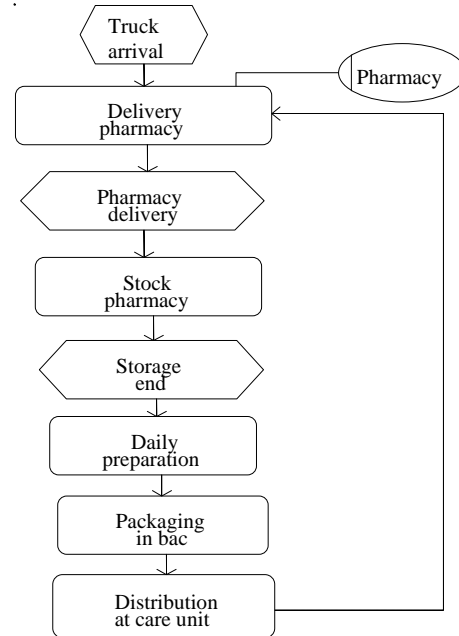 Truck
arrival
Pharmacy
Delivery
pharmacy
Pharmacy
delivery
Stock
pharmacy
Storage
end
Daily
preparation
Packaging
in bac
Distribution
at care unit